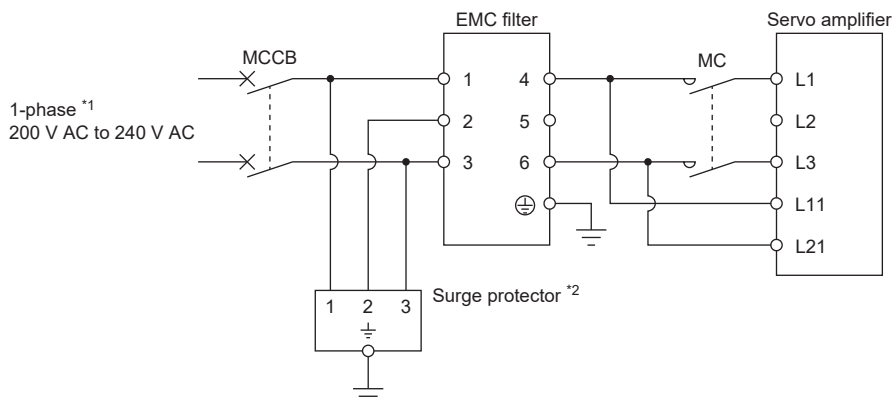 EMC filter
Servo amplifier
MCCB
MC
1
4
L1
1-phase *1
200 V AC to 240 V AC
2
5
L2
3
6
L3
L11
L21
Surge protector *2
1 2 3